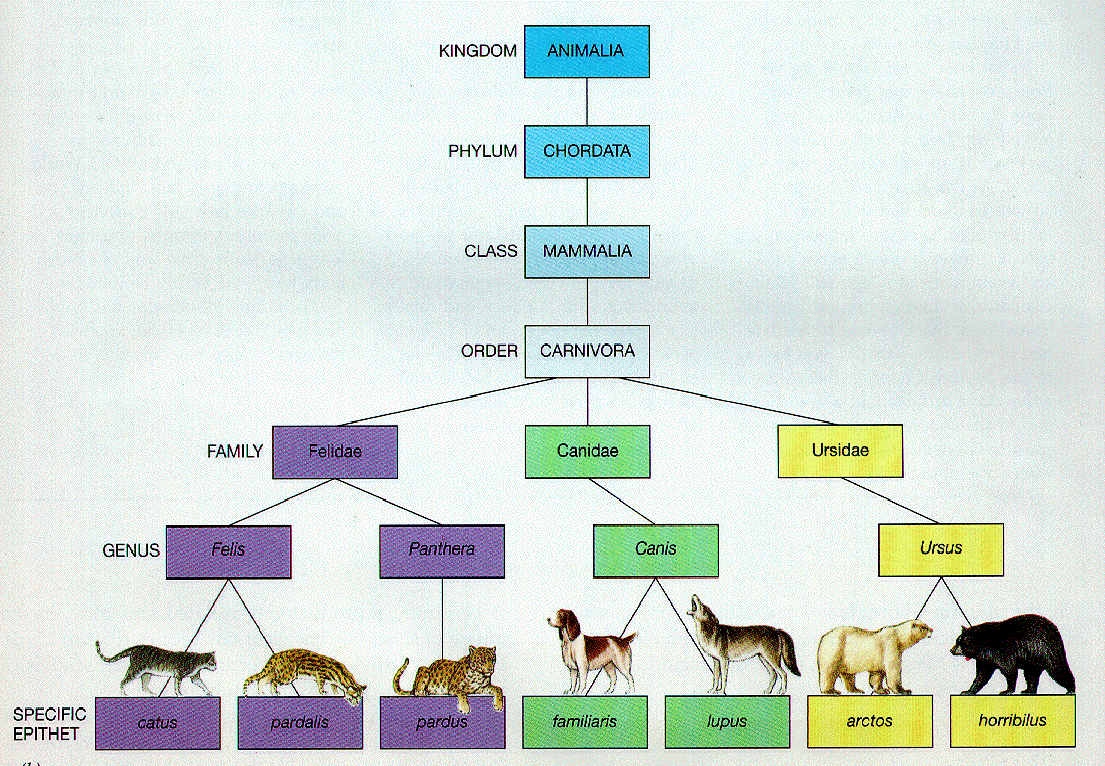 KINGDOM ANIMALIA
PHYLUM CHORDATA
CLASS MAMMALIA
ORDER CARNIVORA
FAMILY Felidae Canidae Ursidae
GENUS Felis Panthera Canis Ursus
SPECIFIC
EPITHET catus pardalis pardus familiaris lupus arctos horribilus